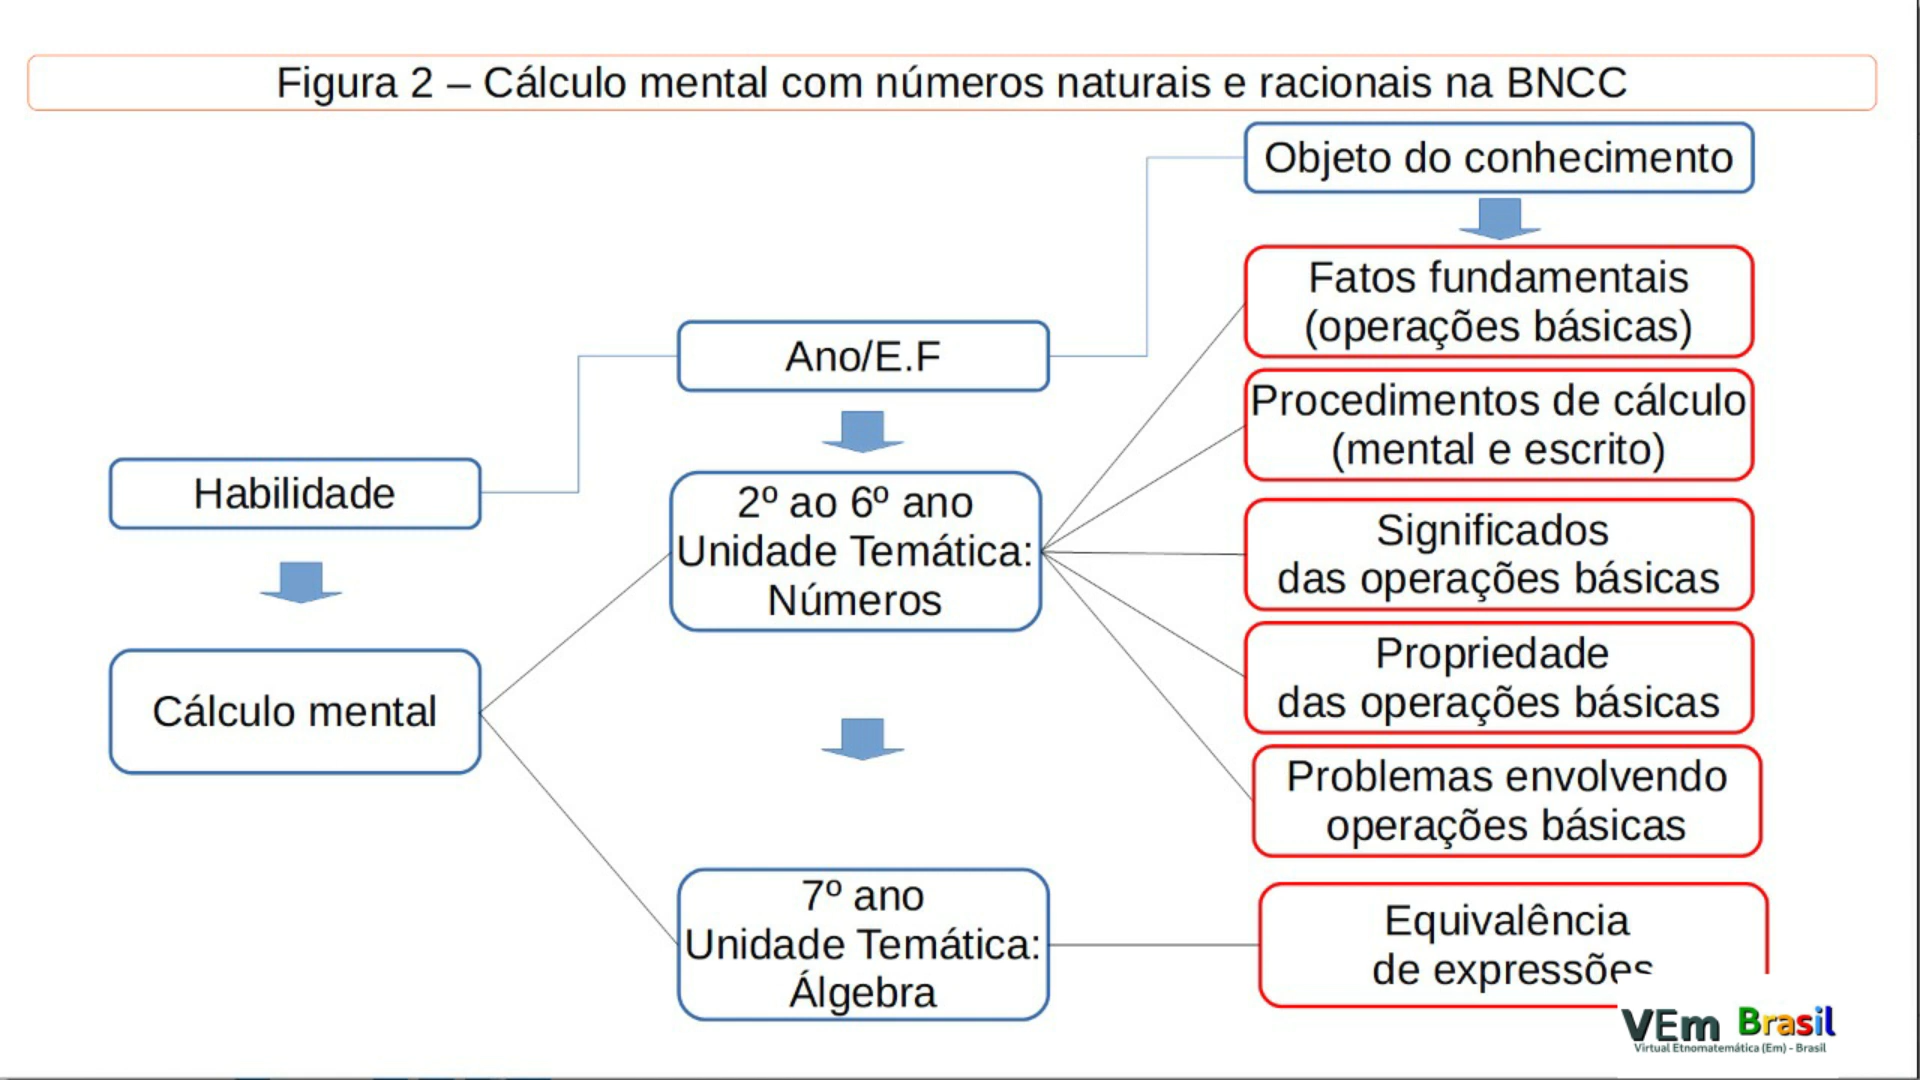 Figura 2 – Cálculo mental com números naturais e racionais na BNCC
Objeto do conhecimento
Fatos fundamentais
(operações básicas)
Ano/E.F
Procedimentos de cálculo
(mental e escrito)
Habilidade
2º ao 6º ano
Unidade Temática:
Números
Significados
das operações básicas
Propriedade
das operações básicas
Cálculo mental
Problemas envolvendo
operações básicas
7º ano
Unidade Temática:
Álgebra
Equivalência
de expressões
VEm Brasil
Virtual Etnomatemática (Em) - Brasil